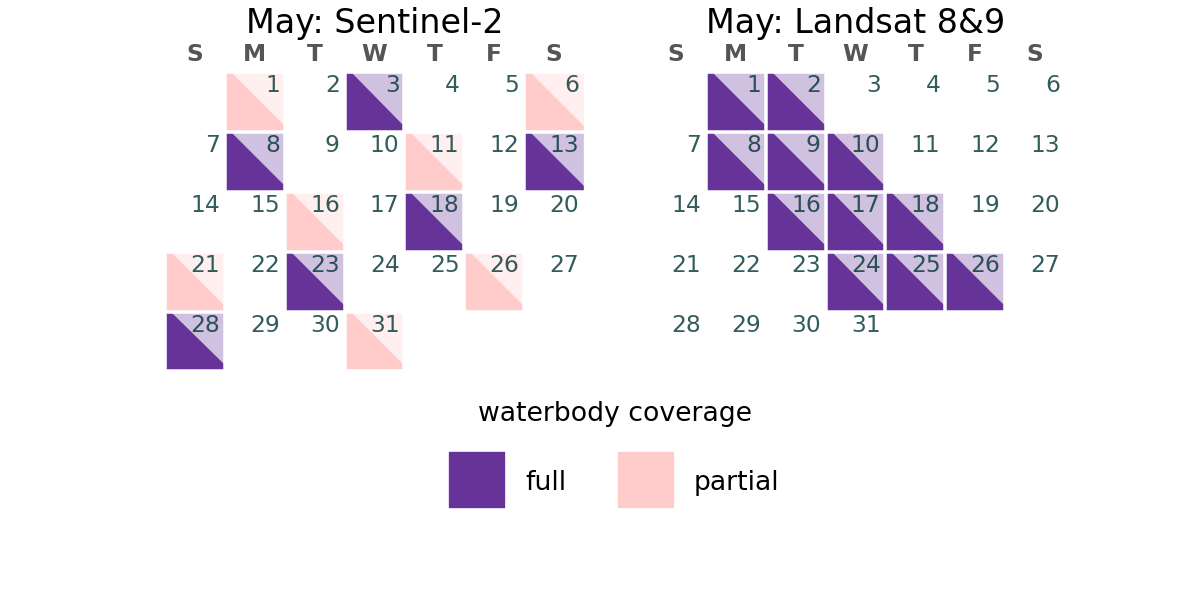 May: Sentinel-2
S M T W T F S
1 2 3 4 5 6
7 8 9 10 11 12 13
14 15 16 17 18 19 20
21 22 23 24 25 26 27
28 29 30 31
May: Landsat 8&9
S M T W T F S
1 2 3 4 5 6
7 8 9 10 11 12 13
14 15 16 17 18 19 20
21 22 23 24 25 26 27
28 29 30 31
waterbody coverage
full partial